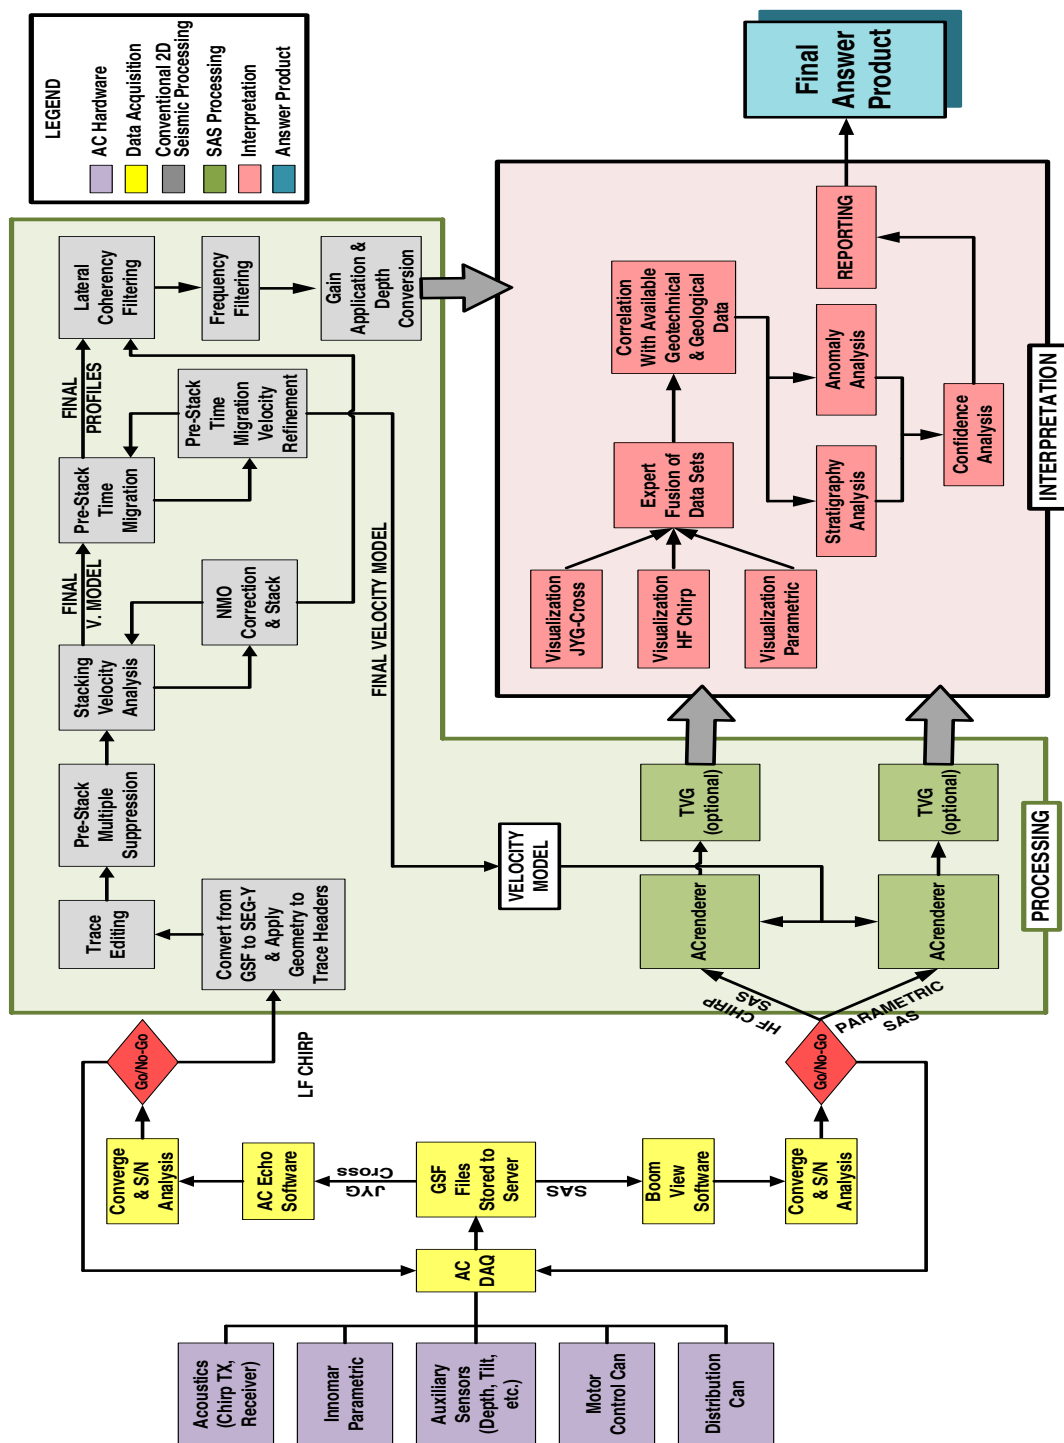 LEGEND
AC Hardware
Data Acquisition
Conventional 2D
Seismic Processing
SAS Processing
Interpretation
Answer Product
Acoustics
(Chirp TX,
Receiver)
Innomar
Parametric
Auxiliary
Sensors
(Depth, Tilt,
etc.)
Motor
Control Can
Distribution
Can
AC
DAQ
GSF
Files
Stored to
Server
JYG
Cross
AC Echo
Software
Converge
& S/N
Analysis
Go/No-Go
LF CHIRP
SAS
Boom
View
Software
Converge
& S/N
Analysis
Go/No-Go
HF CHIRP
SAS
PARAMETRIC
SAS
Convert from
GSF to SEG-Y
& Apply
Geometry to
Trace Headers
Trace
Editing
Pre-Stack
Multiple
Suppression
Stacking
Velocity
Analysis
NMO
Correction
& Stack
FINAL
V. MODEL
Pre-Stack
Time
Migration
Pre-Stack
Time
Migration
Velocity
Refinement
FINAL
PROFILES
Lateral
Coherency
Filtering
Frequency
Filtering
Gain
Application &
Depth
Conversion
FINAL VELOCITY MODEL
VELOCITY
MODEL
ACrenderer
TVG
(optional)
ACrenderer
TVG
(optional)
PROCESSING
Visualization
JYG-Cross
Visualization
HF Chirp
Visualization
Parametric
Expert
Fusion of
Data Sets
Correlation
With Available
Geotechnical
& Geological
Data
Stratigraphy
Analysis
Anomaly
Analysis
Confidence
Analysis
REPORTING
INTERPRETATION
Final
Answer
Product